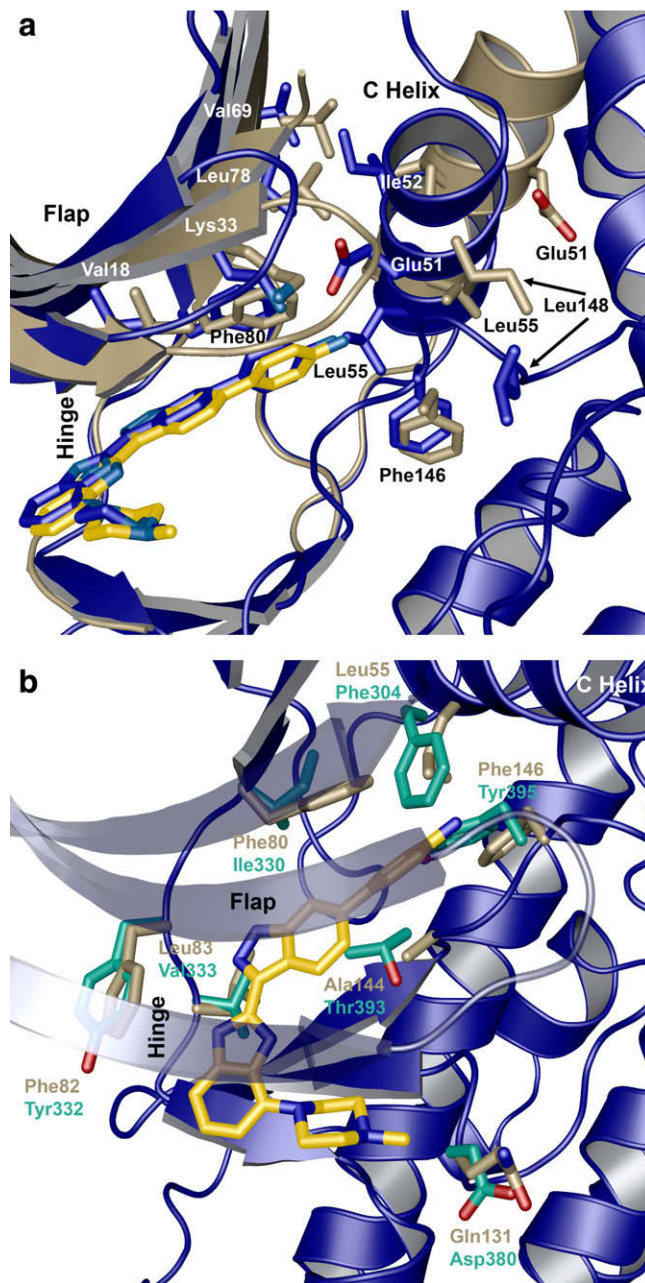 a
Val69
C Helix
Leu78
Ile52
Flap
Lys33
Glu51
Glu51
Val18
Leu148
Phe80
Leu55
Leu55
Hinge
Phe146
b
Leu55
Phe304
C Helix
Phe146
Tyr395
Phe80
Ile330
Flap
Leu83
Val333
Ala144
Thr393
Hinge
Phe82
Tyr332
Gln131
Asp380